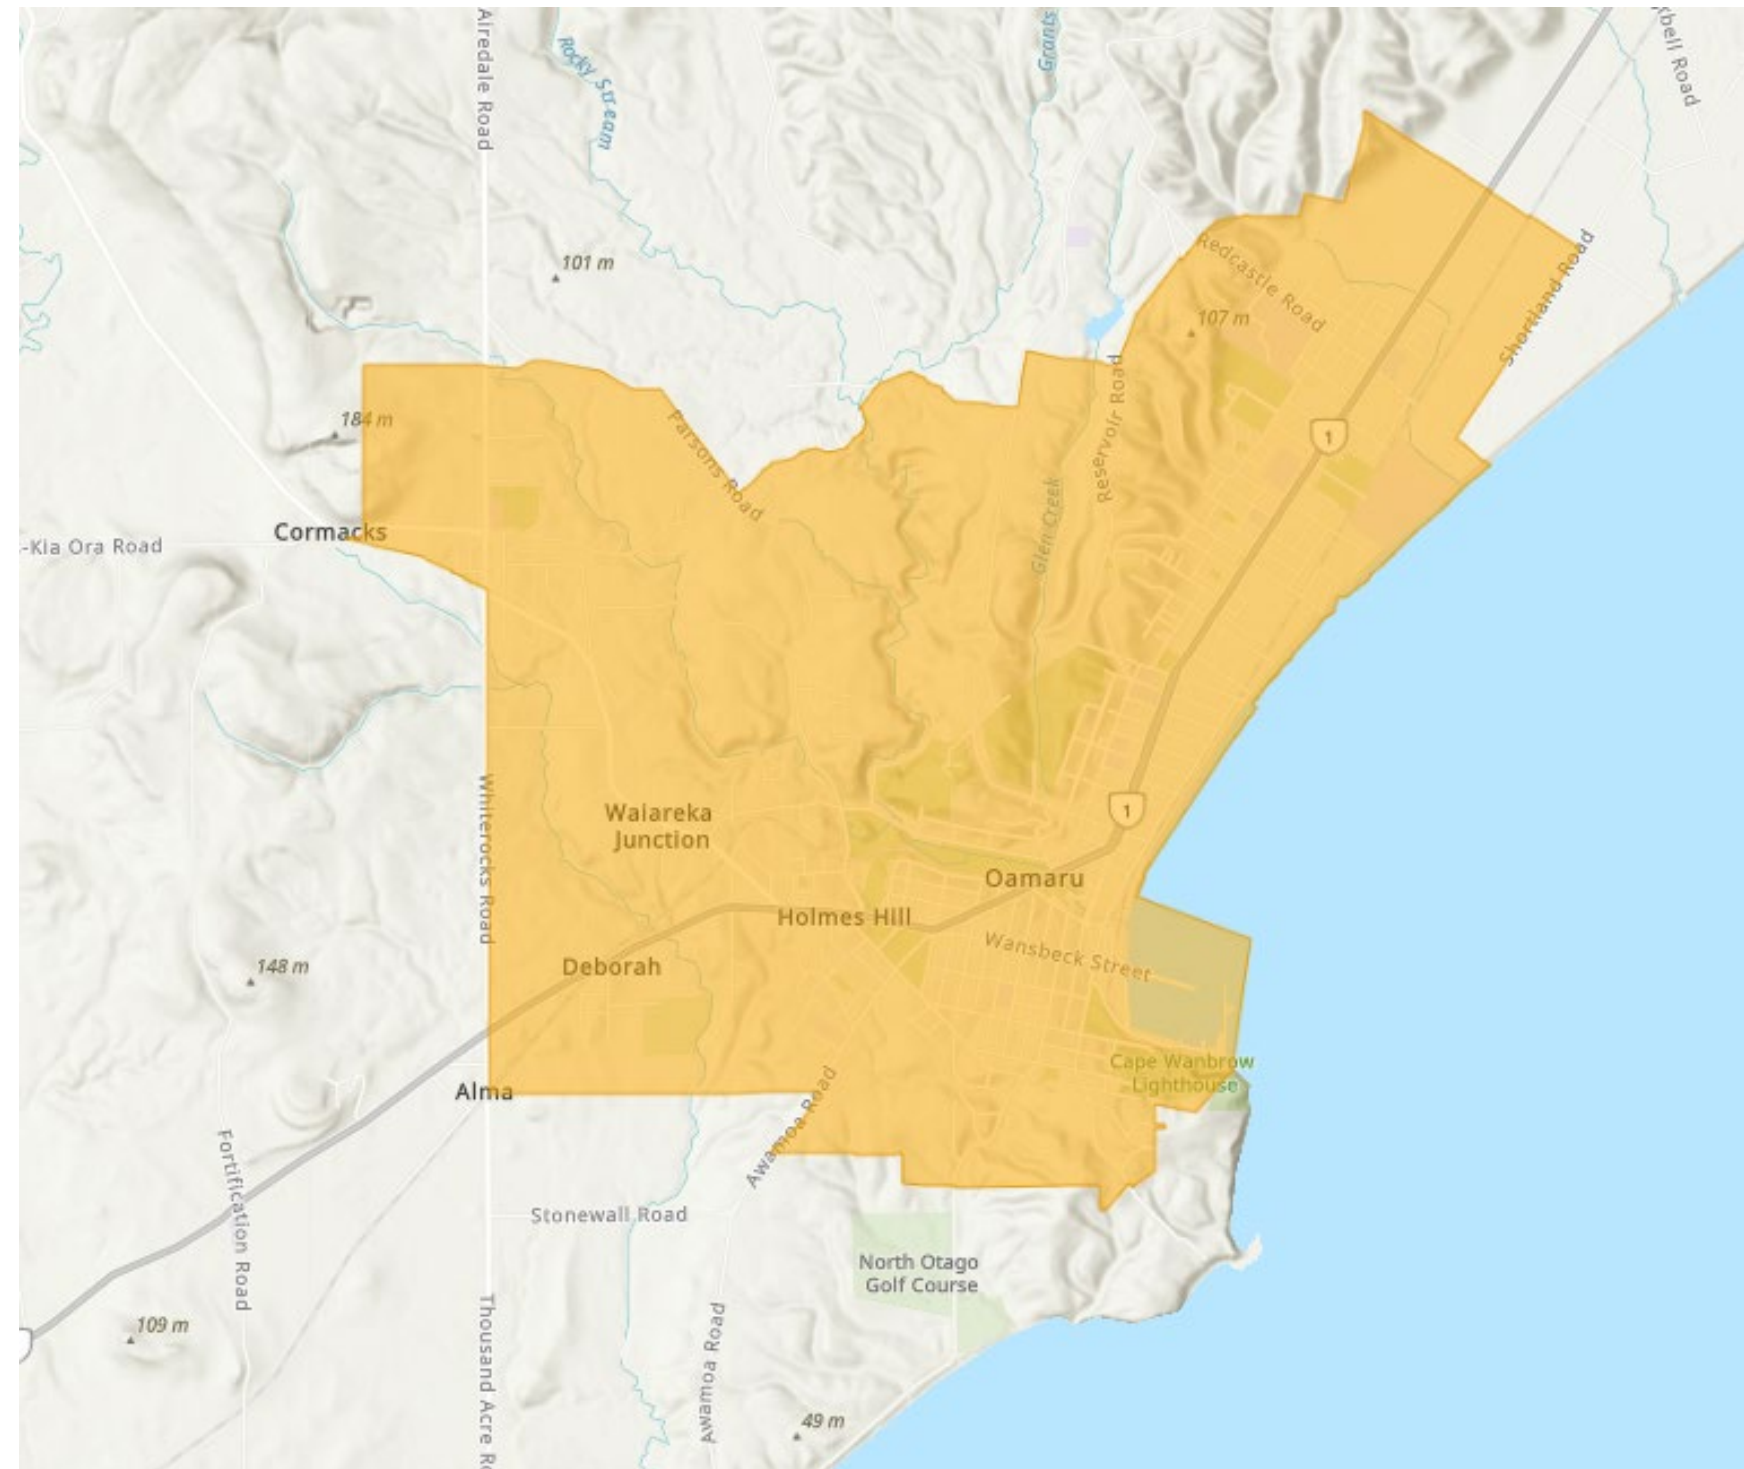 Airedale Road
Rocky Stream
Grants
bell Road
101 m
Redcastle Road
107 m
Shortland Road
184 m
Parsons Road
Reservoir Road
1
Glen Creek
Cormacks
-Kia Ora Road
Whiterocks Road
Waiareka
Junction
1
Oamaru
Holmes Hill
Wansbeck Street
Deborah
148 m
Cape Wanbrow
Lighthouse
Alma
Awamoa Road
Fortification Road
Stonewall Road
North Otago
Golf Course
Thousand Acre
Awamoa Road
109 m
49 m